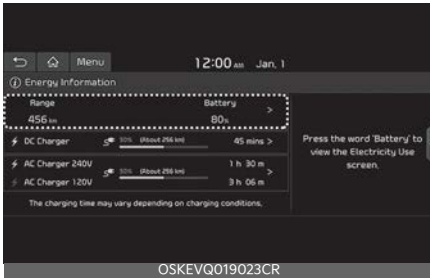 Menu 12:00 AM Jan, 1
Energy Information
Range Battery
456 km 80% >
DC Charger 50% (About 256 km) 45 mins >
AC Charger 240V 1 h 30 m
50% (About 256 km) >
AC Charger 120V 3 h 06 m
The charging time may vary depending on charging conditions.
Press the word 'Battery' to
view the Electricity Use
screen.
OSKEVQ019023CR